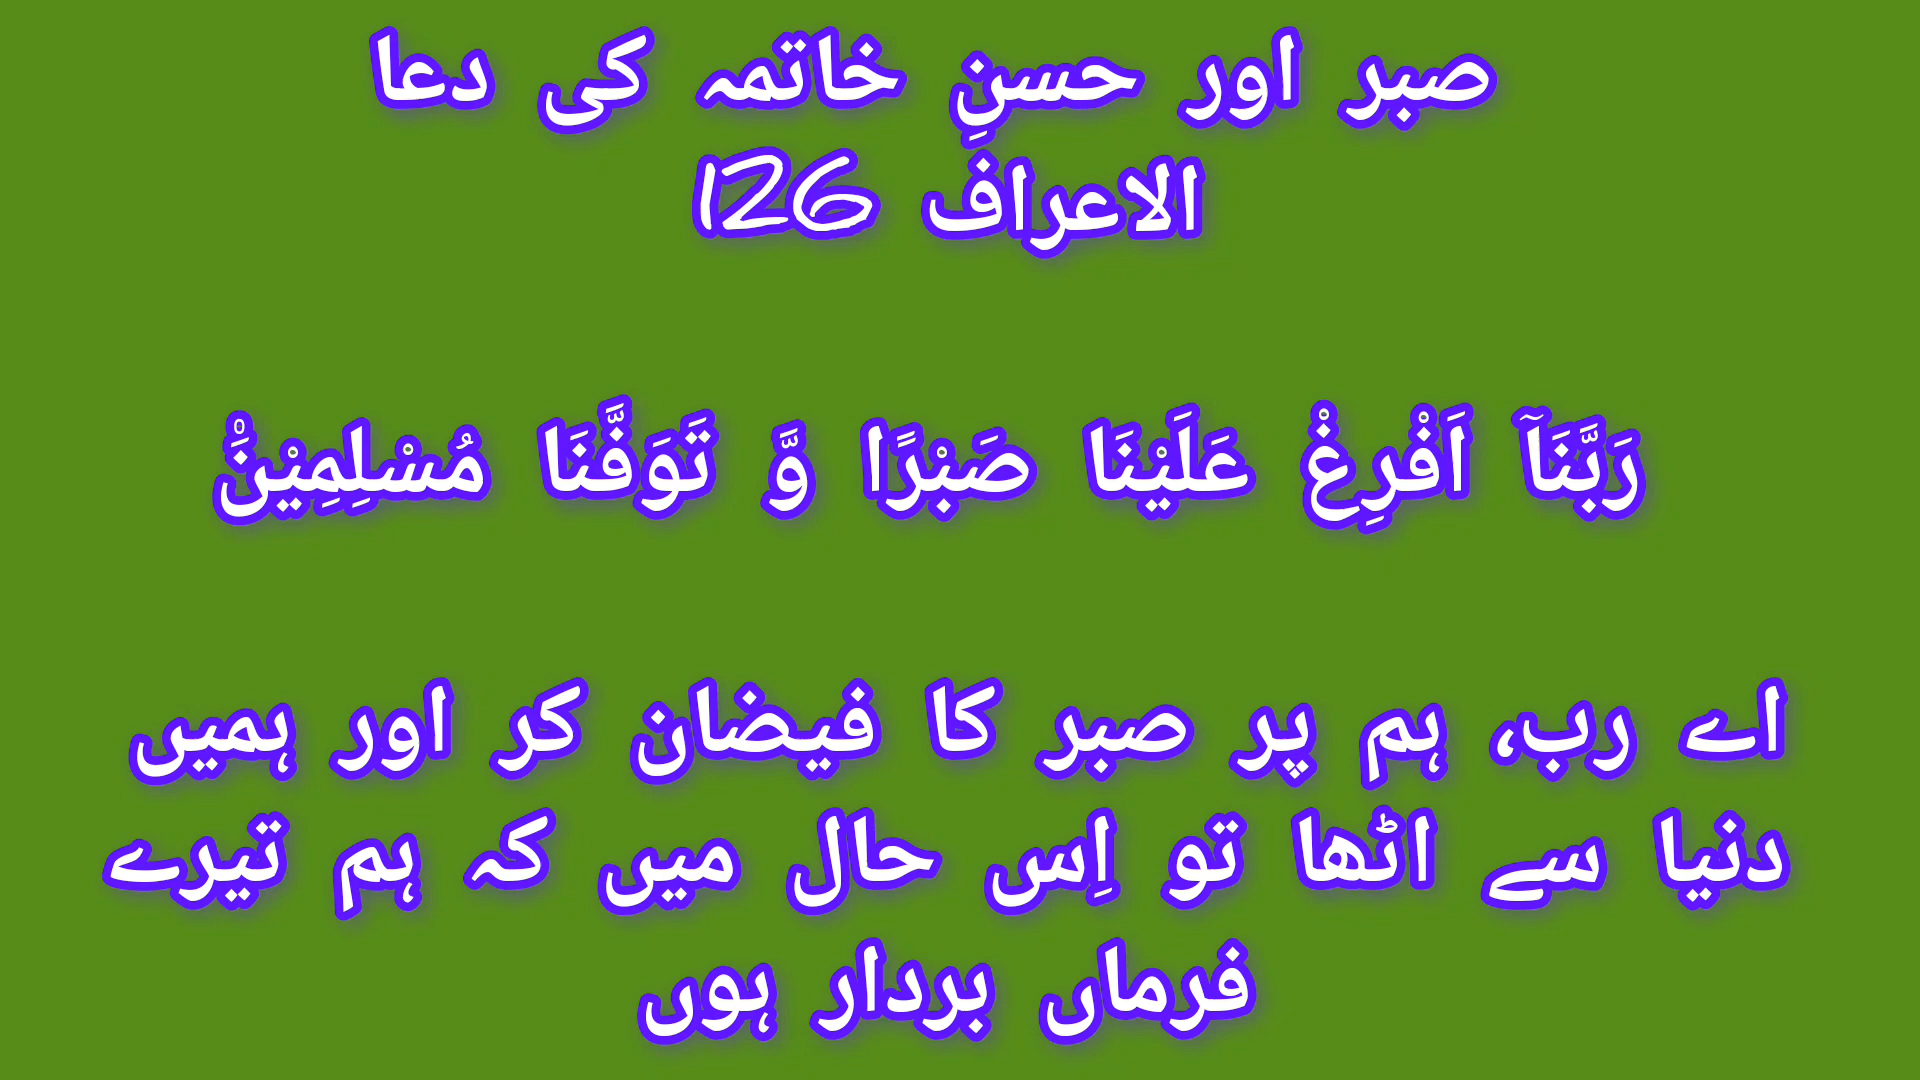 صبر اور حسنِ خاتمہ کی دعا
الاعراف 126
رَبَّنَاۤ اَفْرِغْ عَلَیْنَا صَبْرًا وَّ تَوَفَّنَا مُسْلِمِیْنَ۠
اے رب، ہم پر صبر کا فیضان کر اور ہمیں
دنیا سے اٹھا تو اِس حال میں کہ ہم تیرے
فرماں بردار ہوں